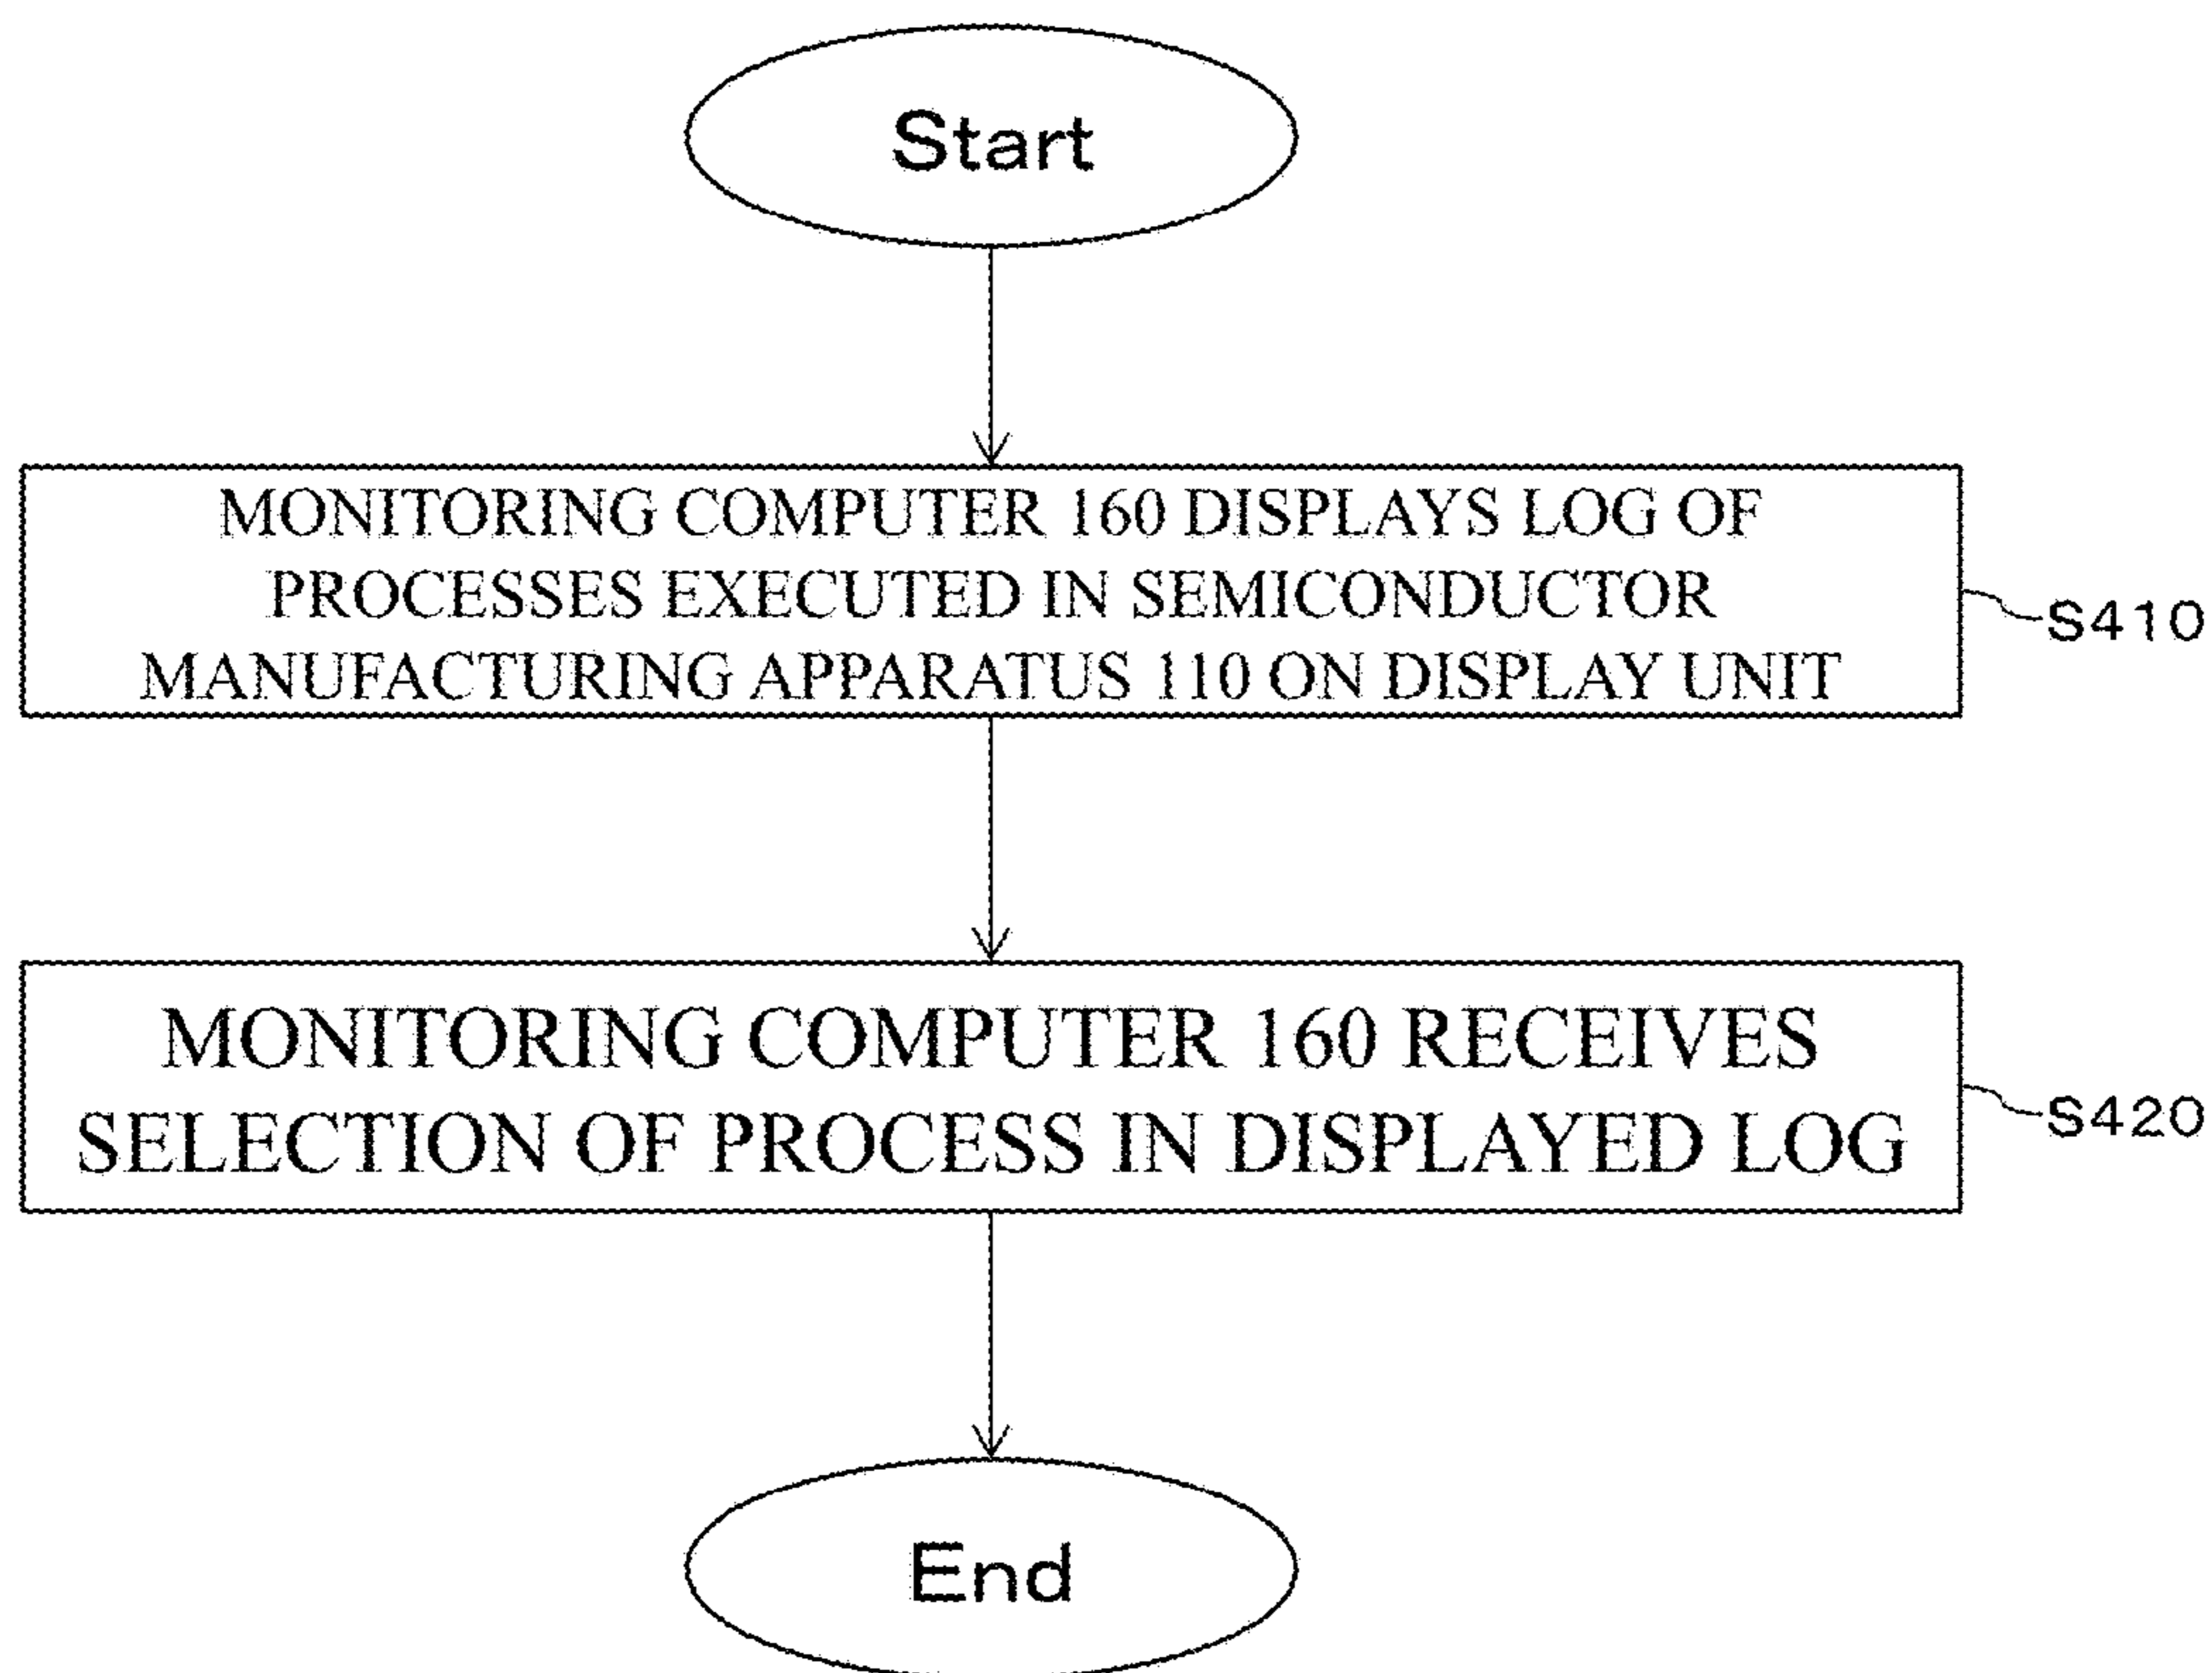 Start
MONITORING COMPUTER 160 DISPLAYS LOG OF
PROCESSES EXECUTED IN SEMICONDUCTOR
MANUFACTURING APPARATUS 110 ON DISPLAY UNIT
S410
MONITORING COMPUTER 160 RECEIVES
SELECTION OF PROCESS IN DISPLAYED LOG
S420
End